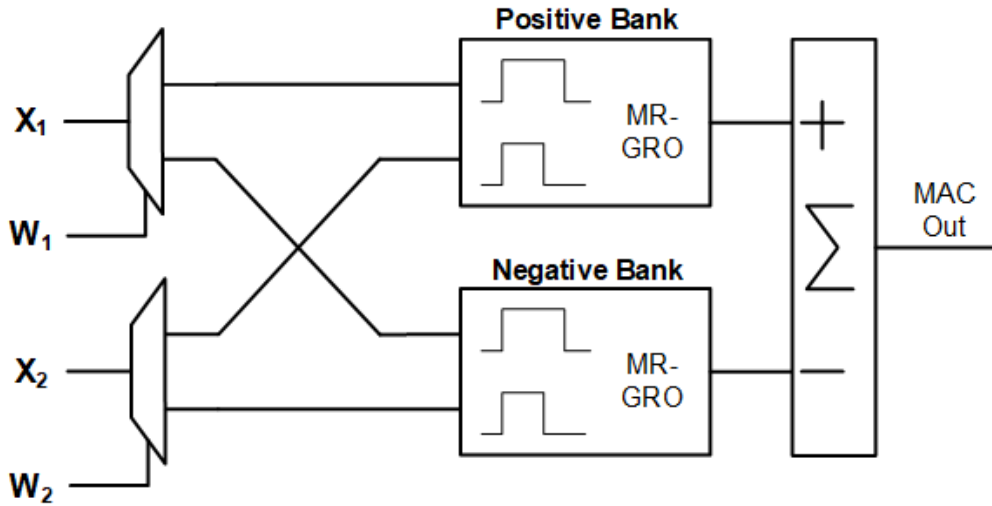 Positive Bank
X₁
MR-
GRO
+
W₁
MAC
Out
∑
Negative Bank
X₂
MR-
GRO
−
W₂